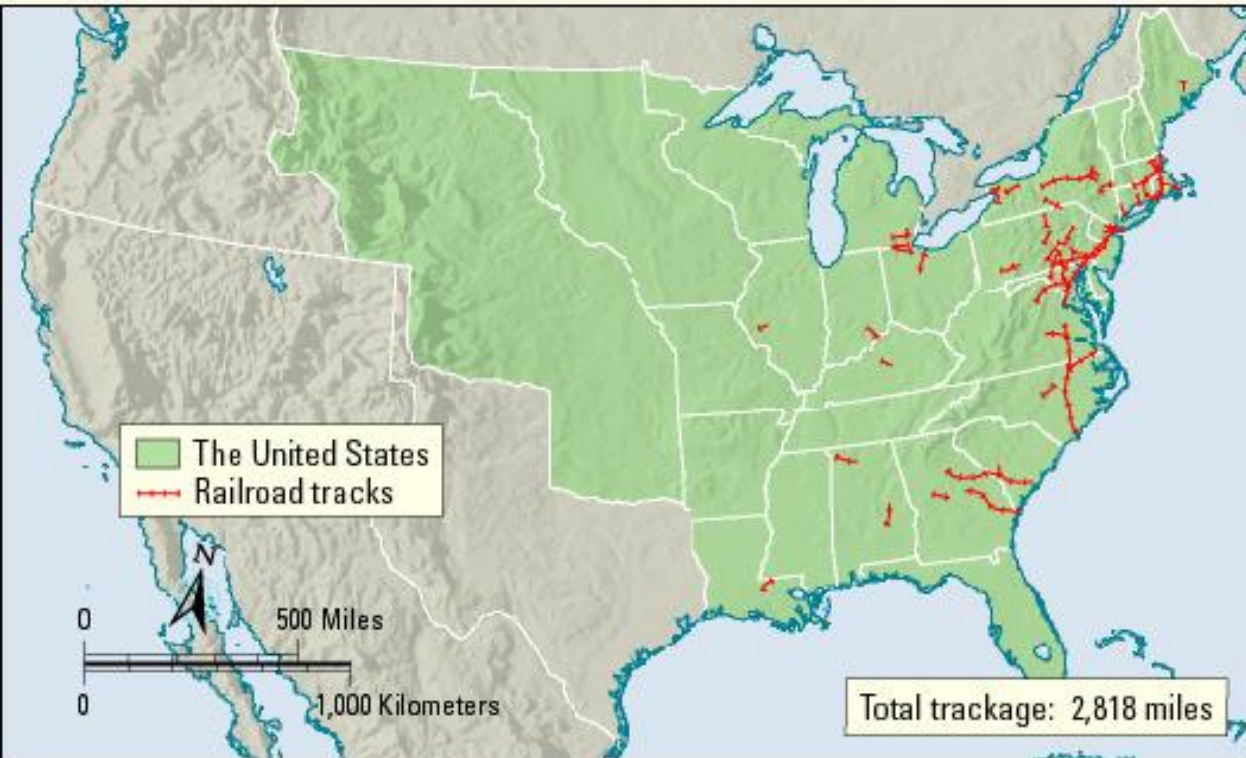 The United States
Railroad tracks
N
0 500 Miles
0 1,000 Kilometers
Total trackage: 2,818 miles